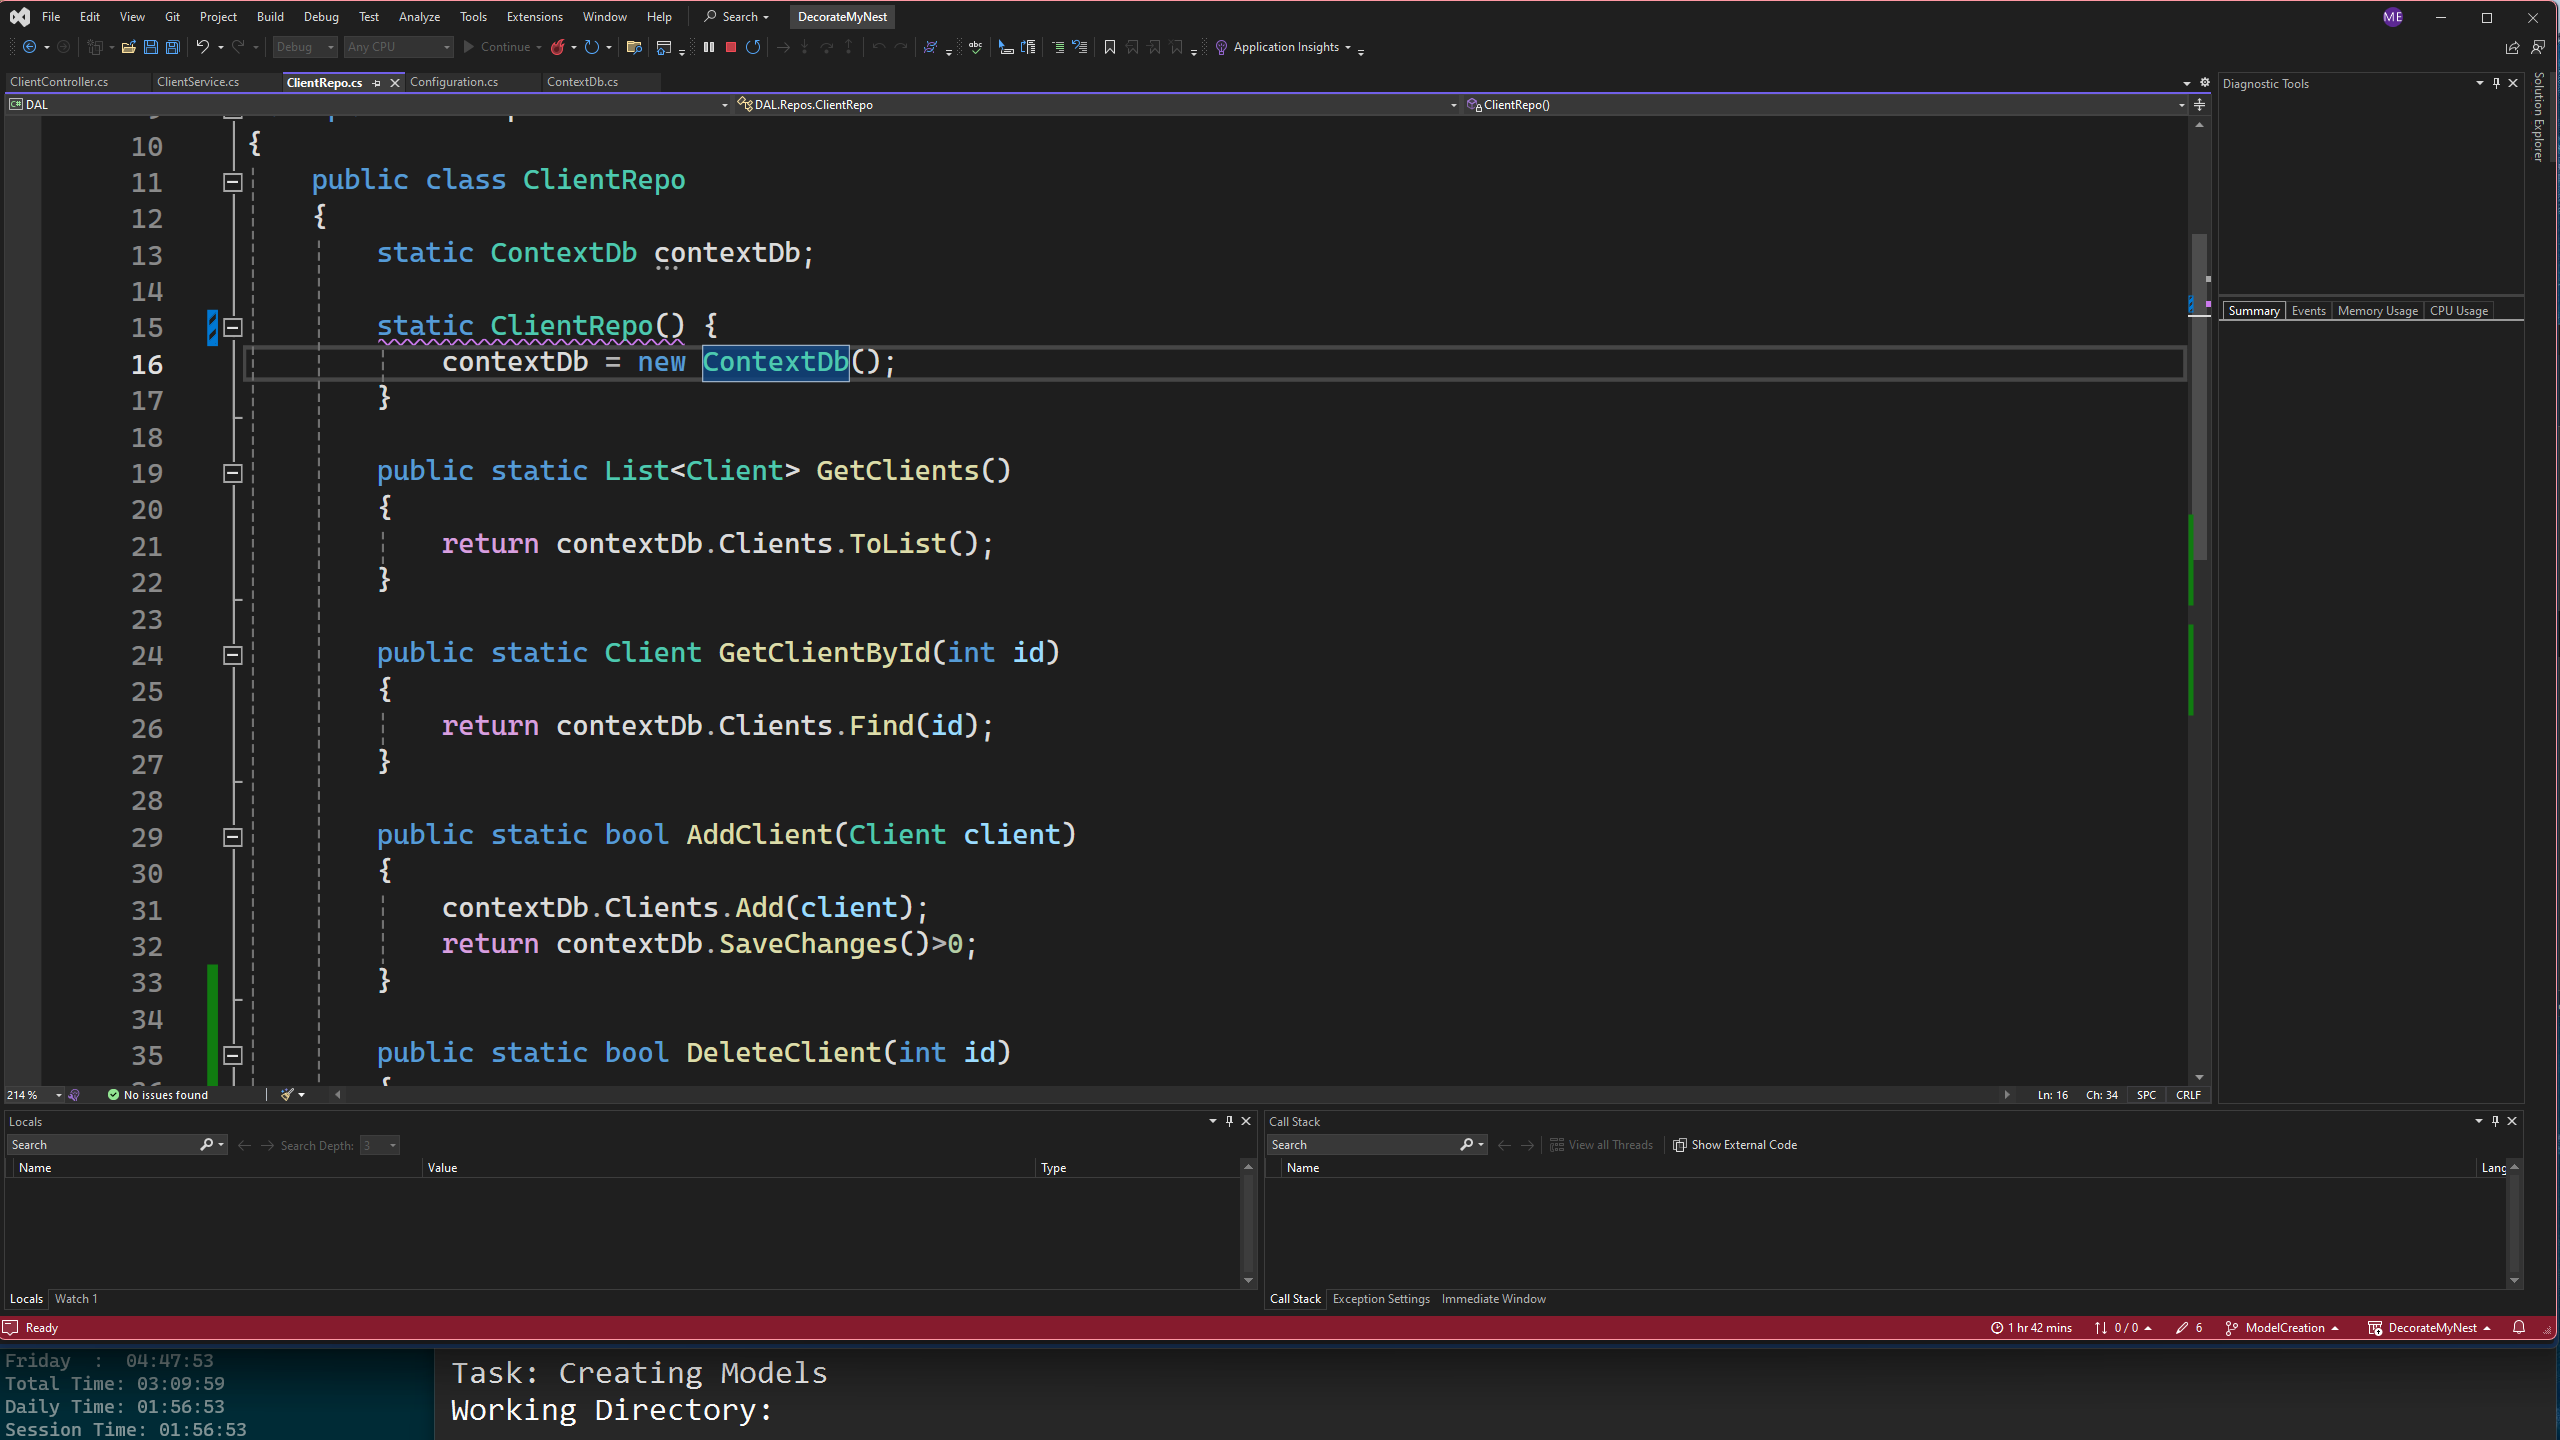 File Edit View Git Project Build Debug Test Analyze Tools Extensions Window Help Search DecorateMyNest ME
Debug Any CPU Continue Application Insights
ClientController.cs ClientService.cs ClientRepo.cs Configuration.cs ContextDb.cs
DAL DAL.Repos.ClientRepo ClientRepo()
10 {
11 public class ClientRepo
12 {
13 static ContextDb contextDb;
14
15 static ClientRepo() {
16 contextDb = new ContextDb();
17 }
18
19 public static List<Client> GetClients()
20 {
21 return contextDb.Clients.ToList();
22 }
23
24 public static Client GetClientById(int id)
25 {
26 return contextDb.Clients.Find(id);
27 }
28
29 public static bool AddClient(Client client)
30 {
31 contextDb.Clients.Add(client);
32 return contextDb.SaveChanges()>0;
33 }
34
35 public static bool DeleteClient(int id)
214 % No issues found Ln: 16 Ch: 34 SPC CRLF
Diagnostic Tools
Summary Events Memory Usage CPU Usage
Solution Explorer
Locals
Search Search Depth: 3
Name Value Type
Locals Watch 1
Call Stack
Search View all Threads Show External Code
Name Lang
Call Stack Exception Settings Immediate Window
Ready 1 hr 42 mins 0 / 0 6 ModelCreation DecorateMyNest
Friday : 04:47:53
Total Time: 03:09:59
Daily Time: 01:56:53
Session Time: 01:56:53
Task: Creating Models
Working Directory: